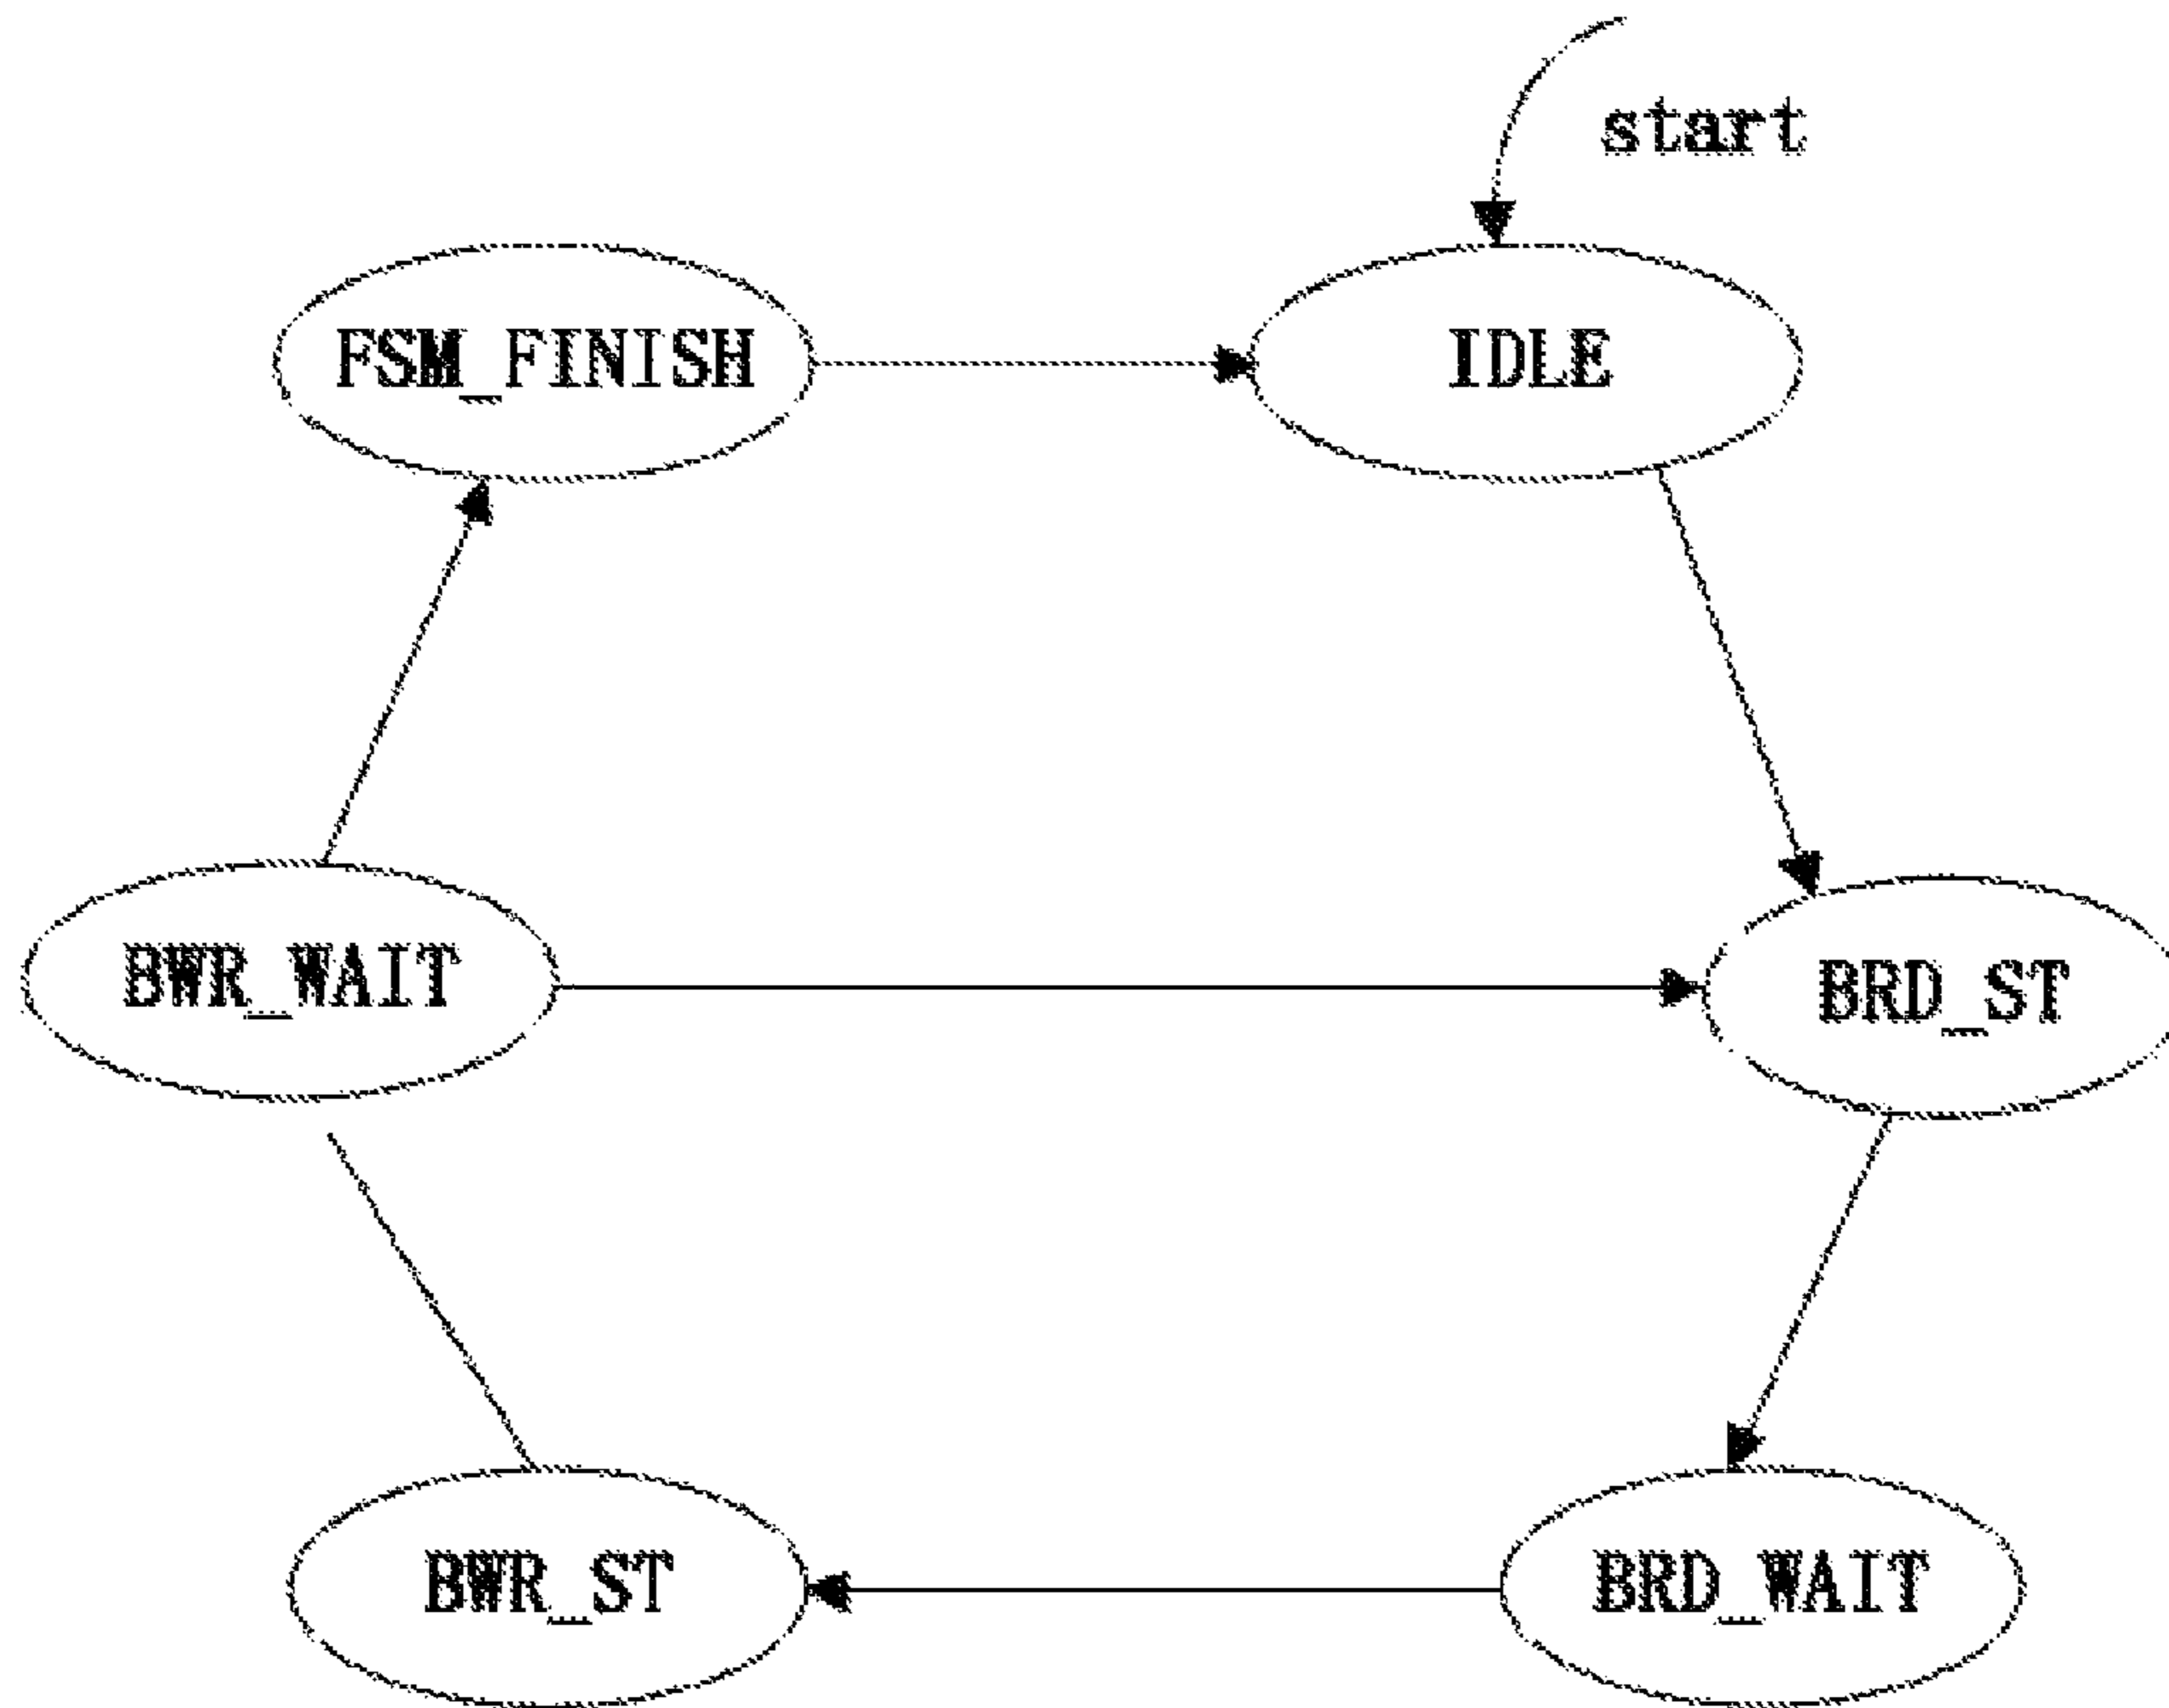 start
FSM_FINISH
IDLE
BWR_WAIT
BRD_ST
BWR_ST
BRD_WAIT